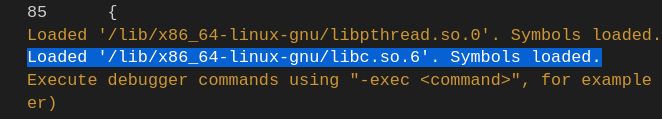 85      {
Loaded '/lib/x86_64-linux-gnu/libpthread.so.0'. Symbols loaded.
Loaded '/lib/x86_64-linux-gnu/libc.so.6'. Symbols loaded.
Execute debugger commands using "-exec <command>", for example
er)